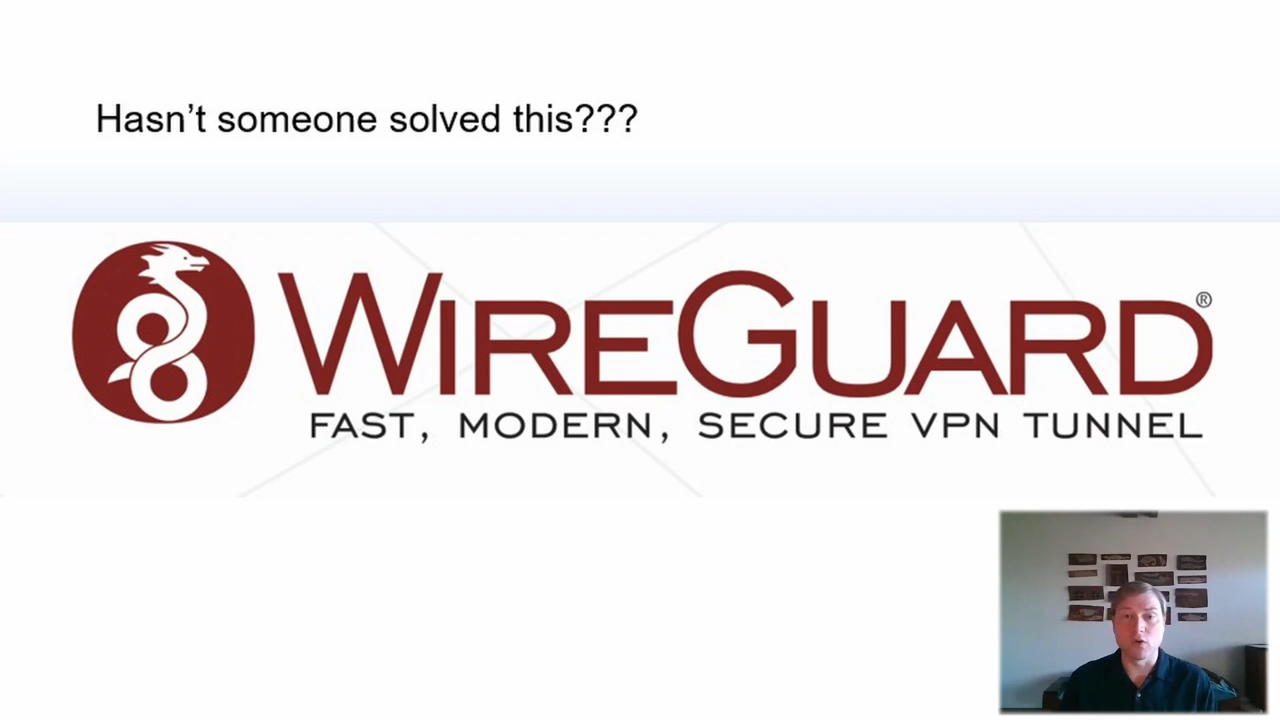 Hasn’t someone solved this???
WIREGUARD®
FAST, MODERN, SECURE VPN TUNNEL